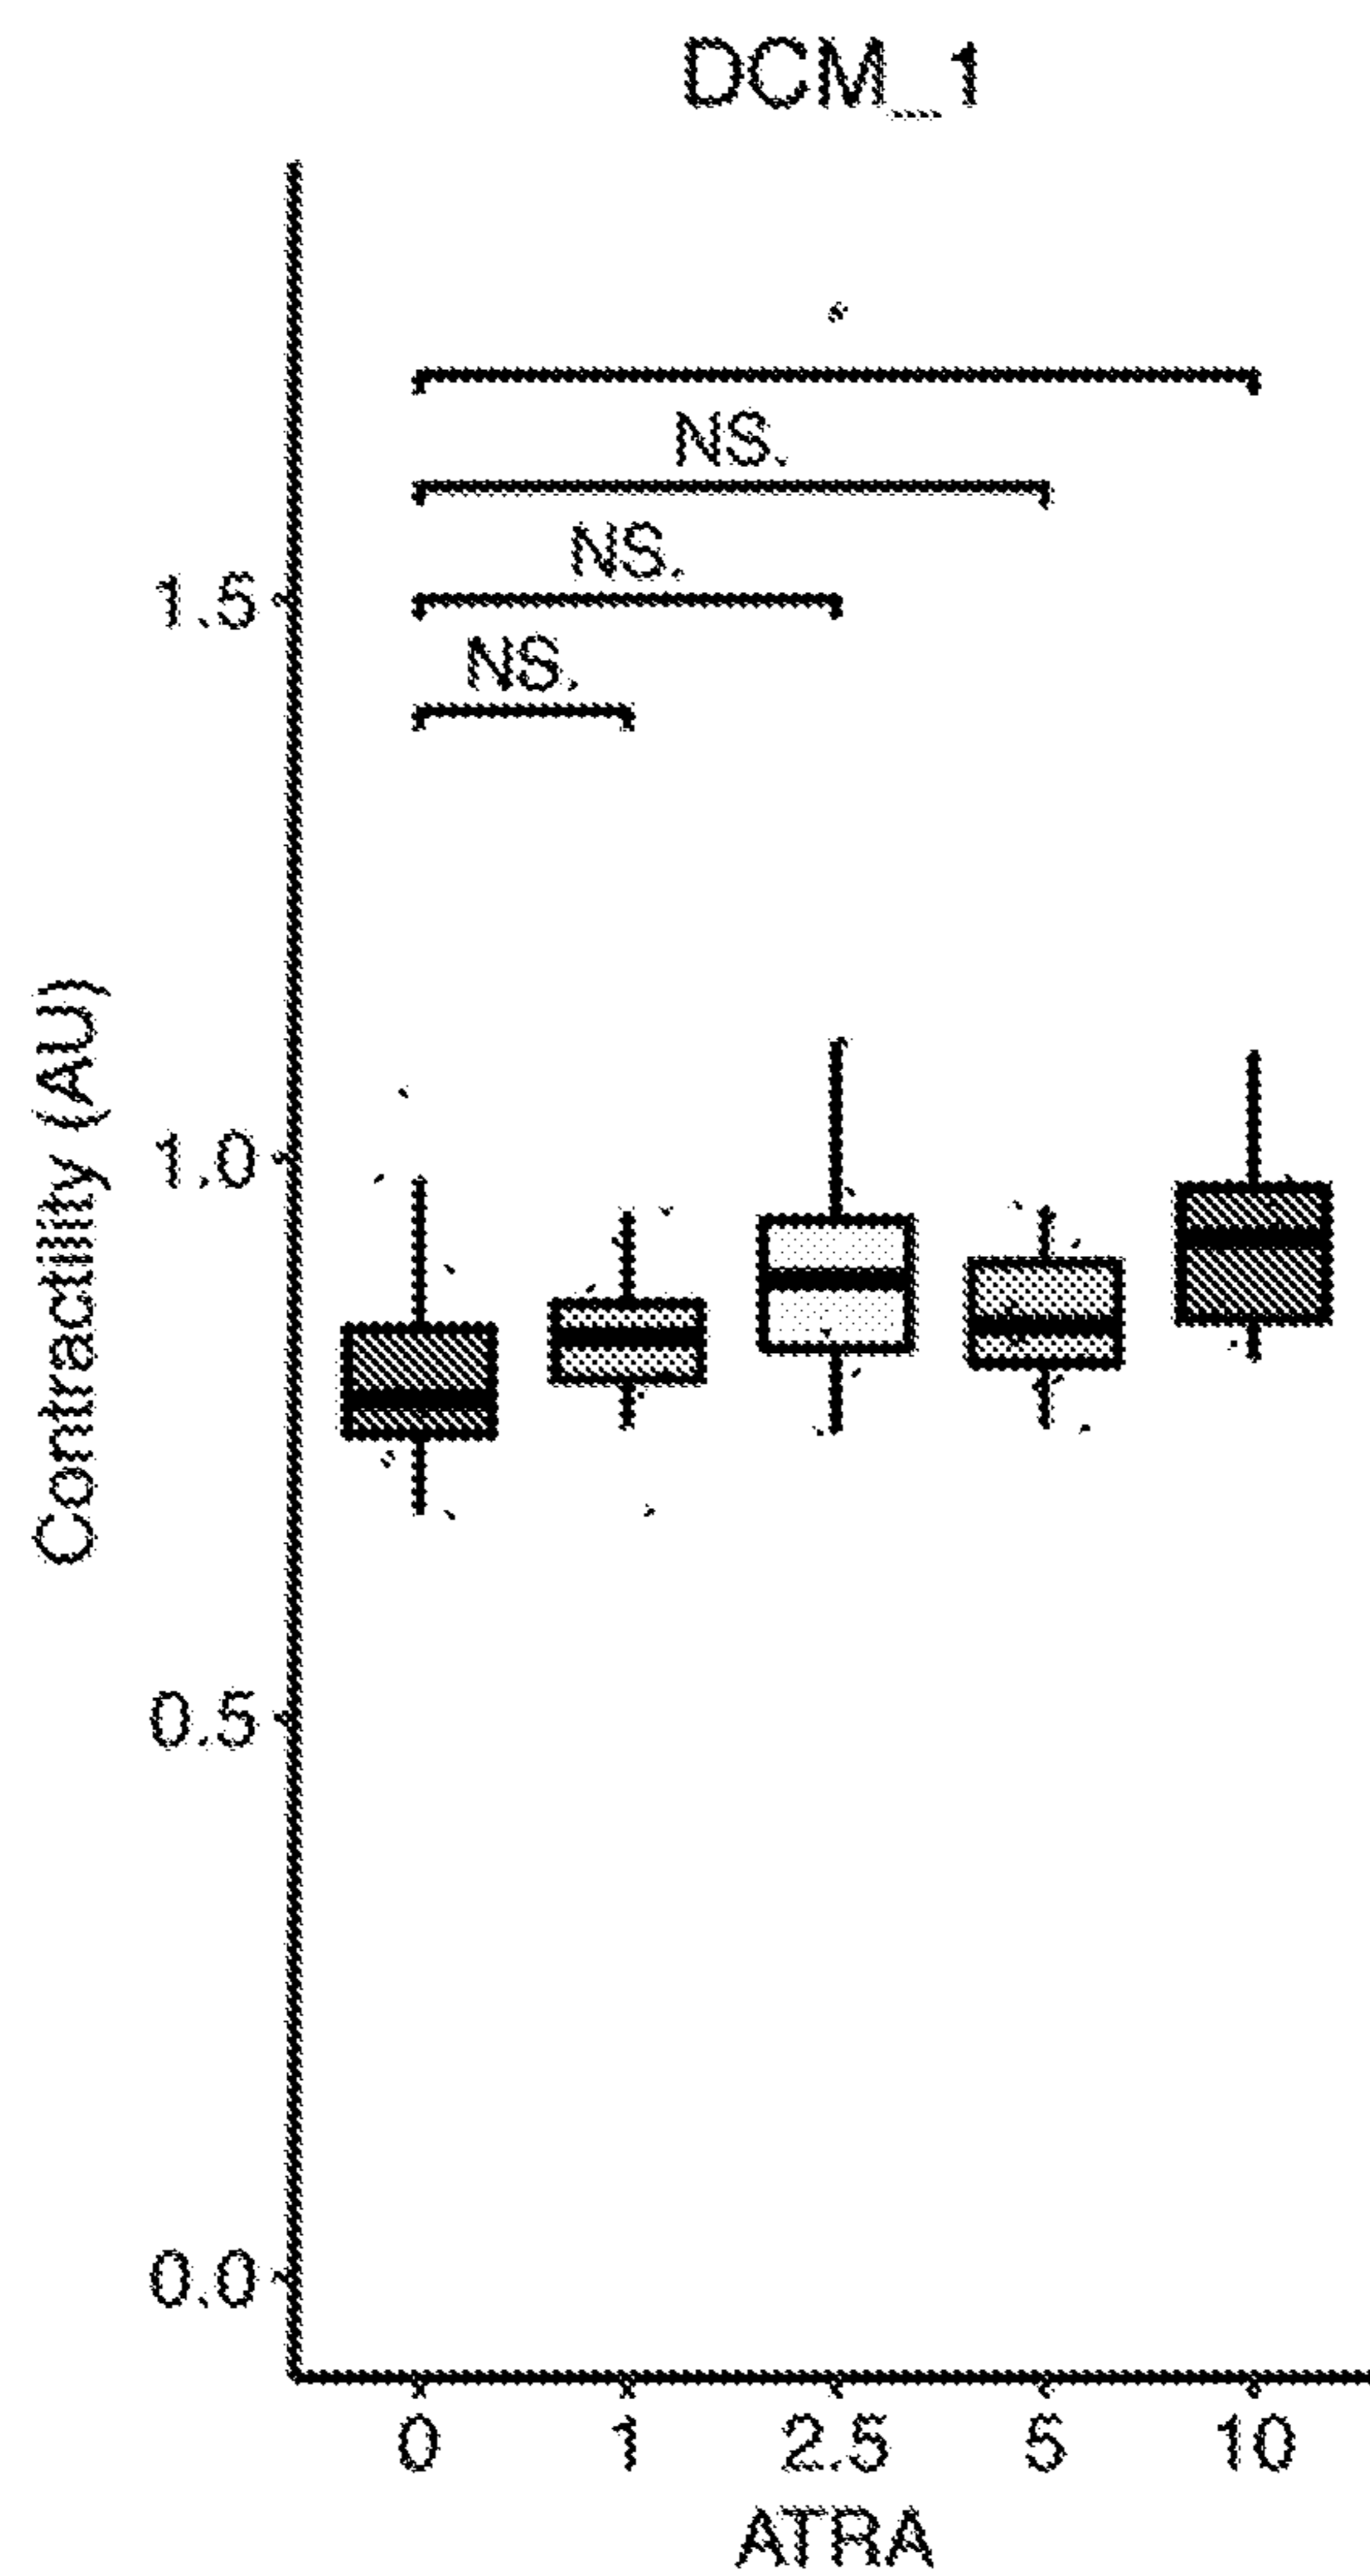 DCM_1
*
NS.
NS.
NS.
1.5
1.0
0.5
0.0
Contractility (AU)
0 1 2.5 5 10
ATRA